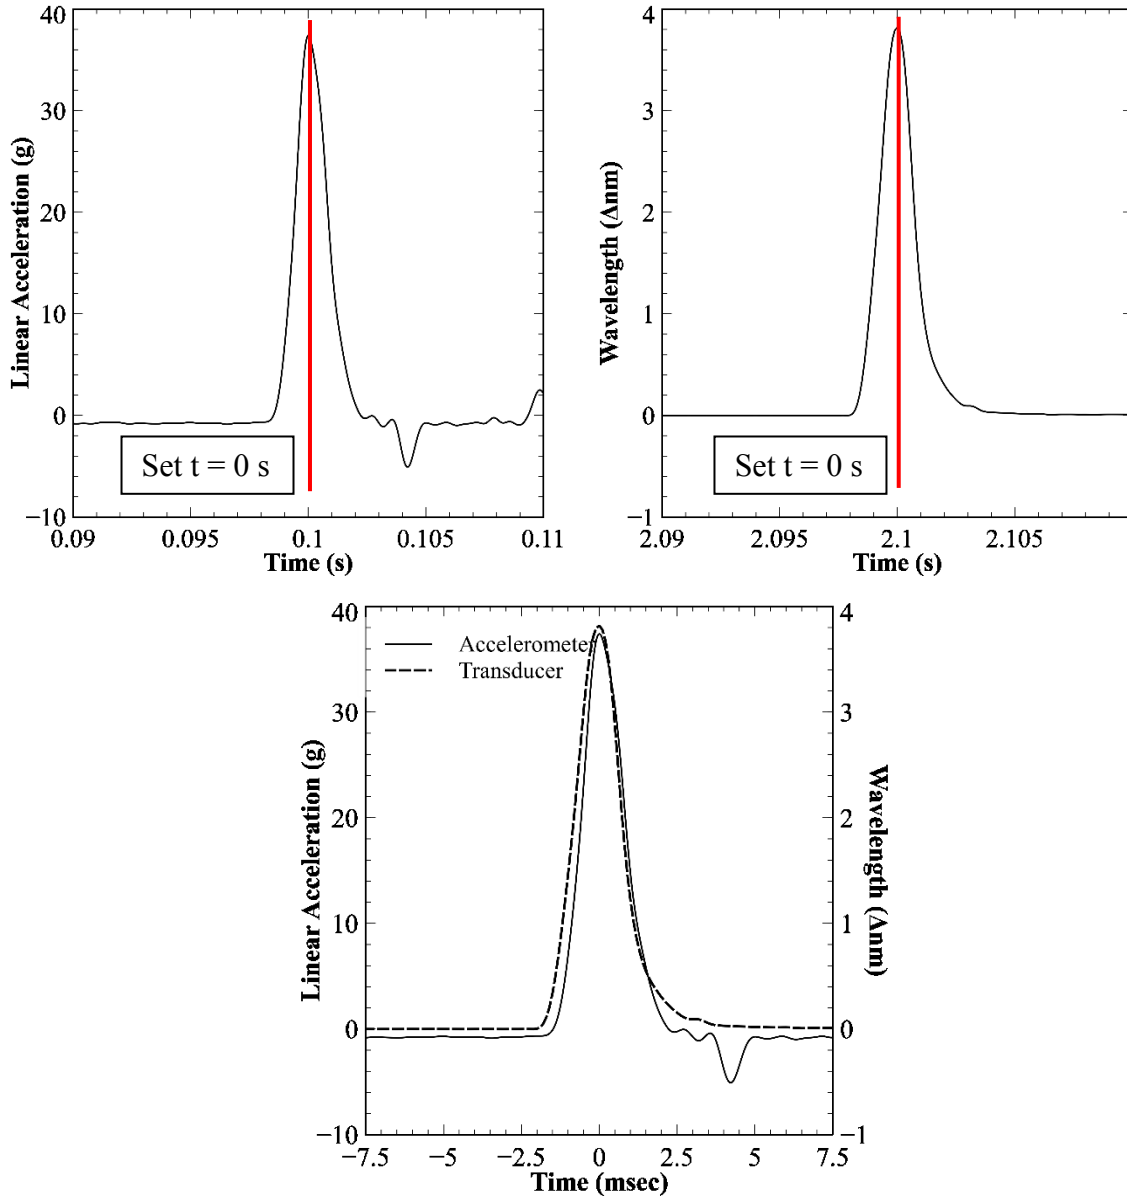 40
30
20
10
0
−10
Linear Acceleration (g)
Set t = 0 s
0.09 0.095 0.1 0.105 0.11
Time (s)
4
3
2
1
0
−1
Wavelength (Δnm)
Set t = 0 s
2.09 2.095 2.1 2.105
Time (s)
40
30
20
10
0
−10
Linear Acceleration (g)
Accelerometer
Transducer
4
3
2
1
0
−1
Wavelength (Δnm)
−7.5 −5 −2.5 0 2.5 5 7.5
Time (msec)